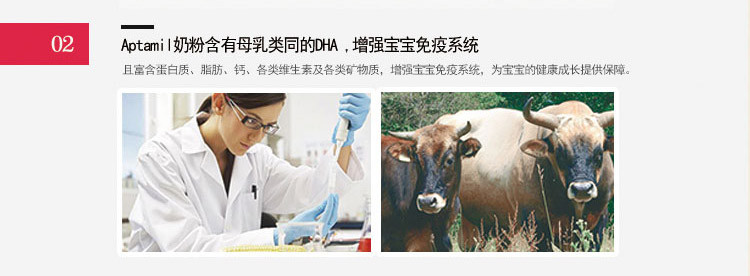 02
Aptamil奶粉含有母乳类同的DHA，增强宝宝免疫系统
且富含蛋白质、脂肪、钙、各类维生素及各类矿物质，增强宝宝免疫系统，为宝宝的健康成长提供保障。